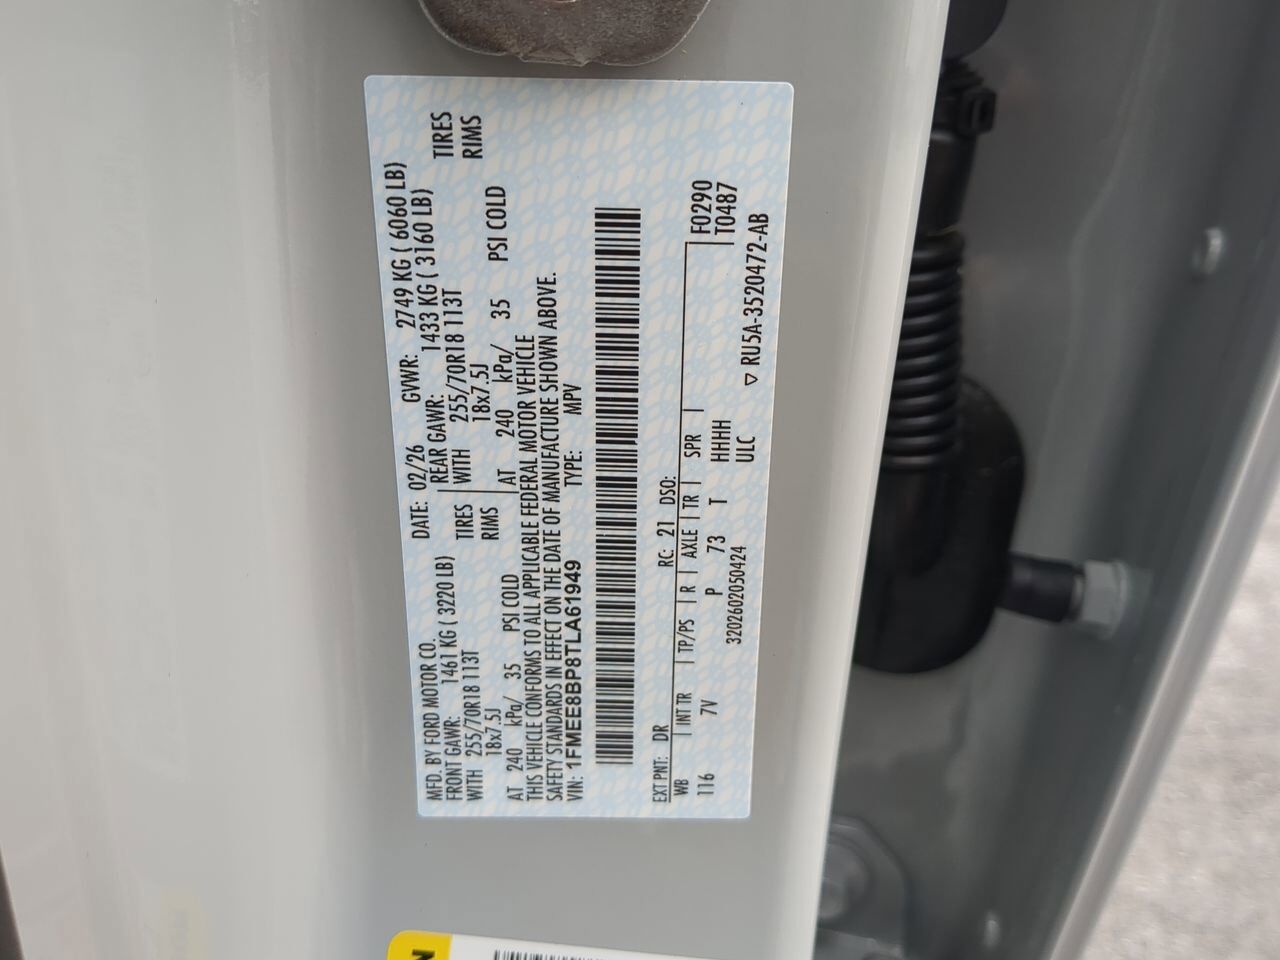 MFD. BY FORD MOTOR CO.
DATE: 02/26 GVWR: 2749 KG ( 6060 LB)
FRONT GAWR: 1461 KG ( 3220 LB) REAR GAWR: 1433 KG ( 3160 LB)
WITH 255/70R18 113T TIRES WITH 255/70R18 113T TIRES
18x7.5J RIMS 18x7.5J RIMS
AT 240 kPa/ 35 PSI COLD AT 240 kPa/ 35 PSI COLD
THIS VEHICLE CONFORMS TO ALL APPLICABLE FEDERAL MOTOR VEHICLE
SAFETY STANDARDS IN EFFECT ON THE DATE OF MANUFACTURE SHOWN ABOVE.
VIN: 1FMEE8BP8TLA61949 TYPE: MPV
EXT PNT: DR RC: 21 DSO:
WB INT TR TP/PS R AXLE TR SPR F0290
116 7V P 73 T HHHH T0487
ULC
3202602050424 ▽ RU5A-3520472-AB
N